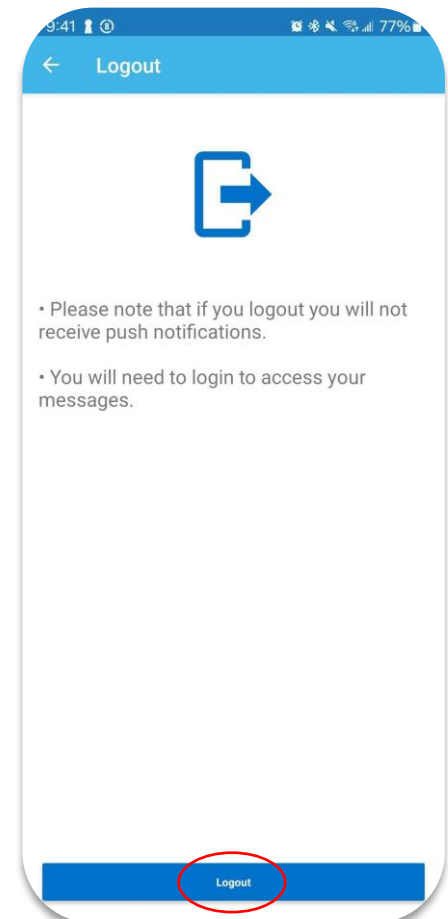 9:41 77%
Logout
• Please note that if you logout you will not
receive push notifications.
• You will need to login to access your
messages.
Logout